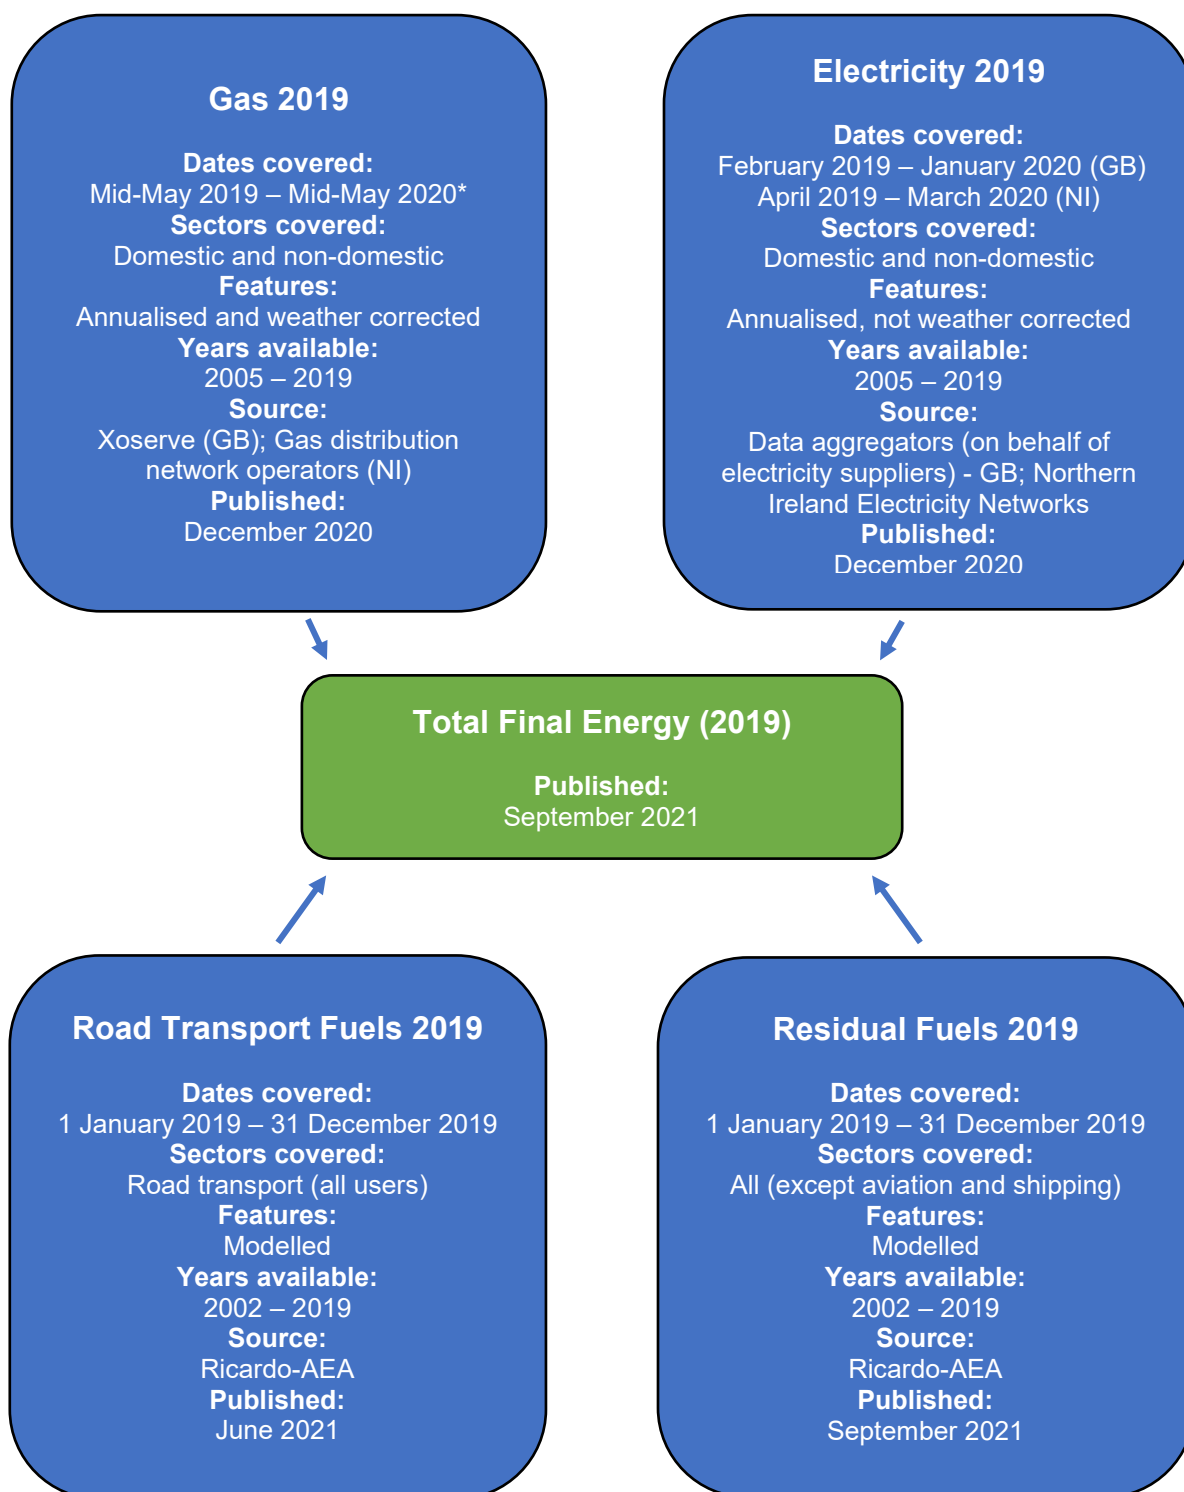 Gas 2019
Dates covered:
Mid-May 2019 – Mid-May 2020*
Sectors covered:
Domestic and non-domestic
Features:
Annualised and weather corrected
Years available:
2005 – 2019
Source:
Xoserve (GB); Gas distribution
network operators (NI)
Published:
December 2020
Electricity 2019
Dates covered:
February 2019 – January 2020 (GB)
April 2019 – March 2020 (NI)
Sectors covered:
Domestic and non-domestic
Features:
Annualised, not weather corrected
Years available:
2005 – 2019
Source:
Data aggregators (on behalf of
electricity suppliers) - GB; Northern
Ireland Electricity Networks
Published:
December 2020
Total Final Energy (2019)
Published:
September 2021
Road Transport Fuels 2019
Dates covered:
1 January 2019 – 31 December 2019
Sectors covered:
Road transport (all users)
Features:
Modelled
Years available:
2002 – 2019
Source:
Ricardo-AEA
Published:
June 2021
Residual Fuels 2019
Dates covered:
1 January 2019 – 31 December 2019
Sectors covered:
All (except aviation and shipping)
Features:
Modelled
Years available:
2002 – 2019
Source:
Ricardo-AEA
Published:
September 2021